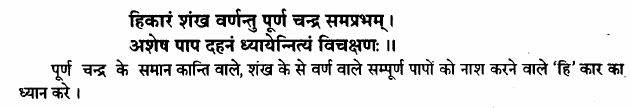 हिकारं शंख वर्णन्तु पूर्ण चन्द्र समप्रभम् ।
अशेष पाप दहनं ध्यायेन्नित्यं विचक्षणः ।।
पूर्ण चन्द्र के समान कान्ति वाले, शंख के से वर्ण वाले सम्पूर्ण पापों को नाश करने वाले ‘हि’ कार का
ध्यान करे ।